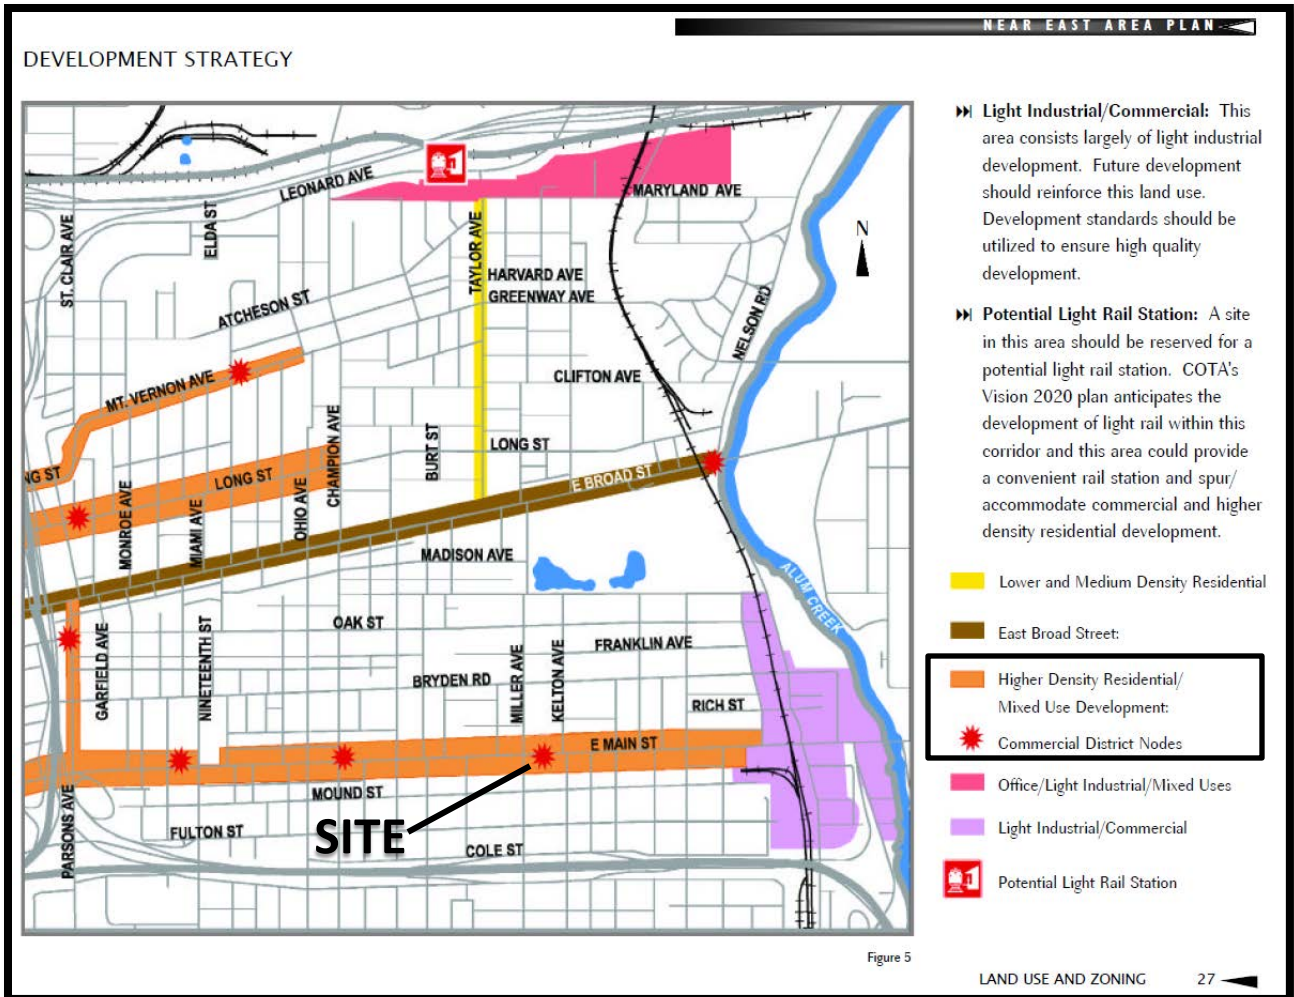 NEAR EAST AREA PLAN
DEVELOPMENT STRATEGY
LEONARD AVE
MARYLAND AVE
ST. CLAIR AVE
ELDA ST
TAYLOR AVE
N
HARVARD AVE
GREENWAY AVE
ATCHESON ST
NELSON RD
MT. VERNON AVE
CLIFTON AVE
CHAMPION AVE
BURT ST
LONG ST
NG ST
LONG ST
E BROAD ST
MONROE AVE
MIAMI AVE
OHIO AVE
MADISON AVE
ALUM CREEK
OAK ST
GARFIELD AVE
NINETEENTH ST
FRANKLIN AVE
BRYDEN RD
MILLER AVE
KELTON AVE
RICH ST
E MAIN ST
MOUND ST
PARSONS AVE
FULTON ST
SITE
COLE ST
Light Industrial/Commercial: This
area consists largely of light industrial
development. Future development
should reinforce this land use.
Development standards should be
utilized to ensure high quality
development.
Potential Light Rail Station: A site
in this area should be reserved for a
potential light rail station. COTA's
Vision 2020 plan anticipates the
development of light rail within this
corridor and this area could provide
a convenient rail station and spur/
accommodate commercial and higher
density residential development.
Lower and Medium Density Residential
East Broad Street:
Higher Density Residential/
Mixed Use Development:
Commercial District Nodes
Office/Light Industrial/Mixed Uses
Light Industrial/Commercial
Potential Light Rail Station
Figure 5
LAND USE AND ZONING 27